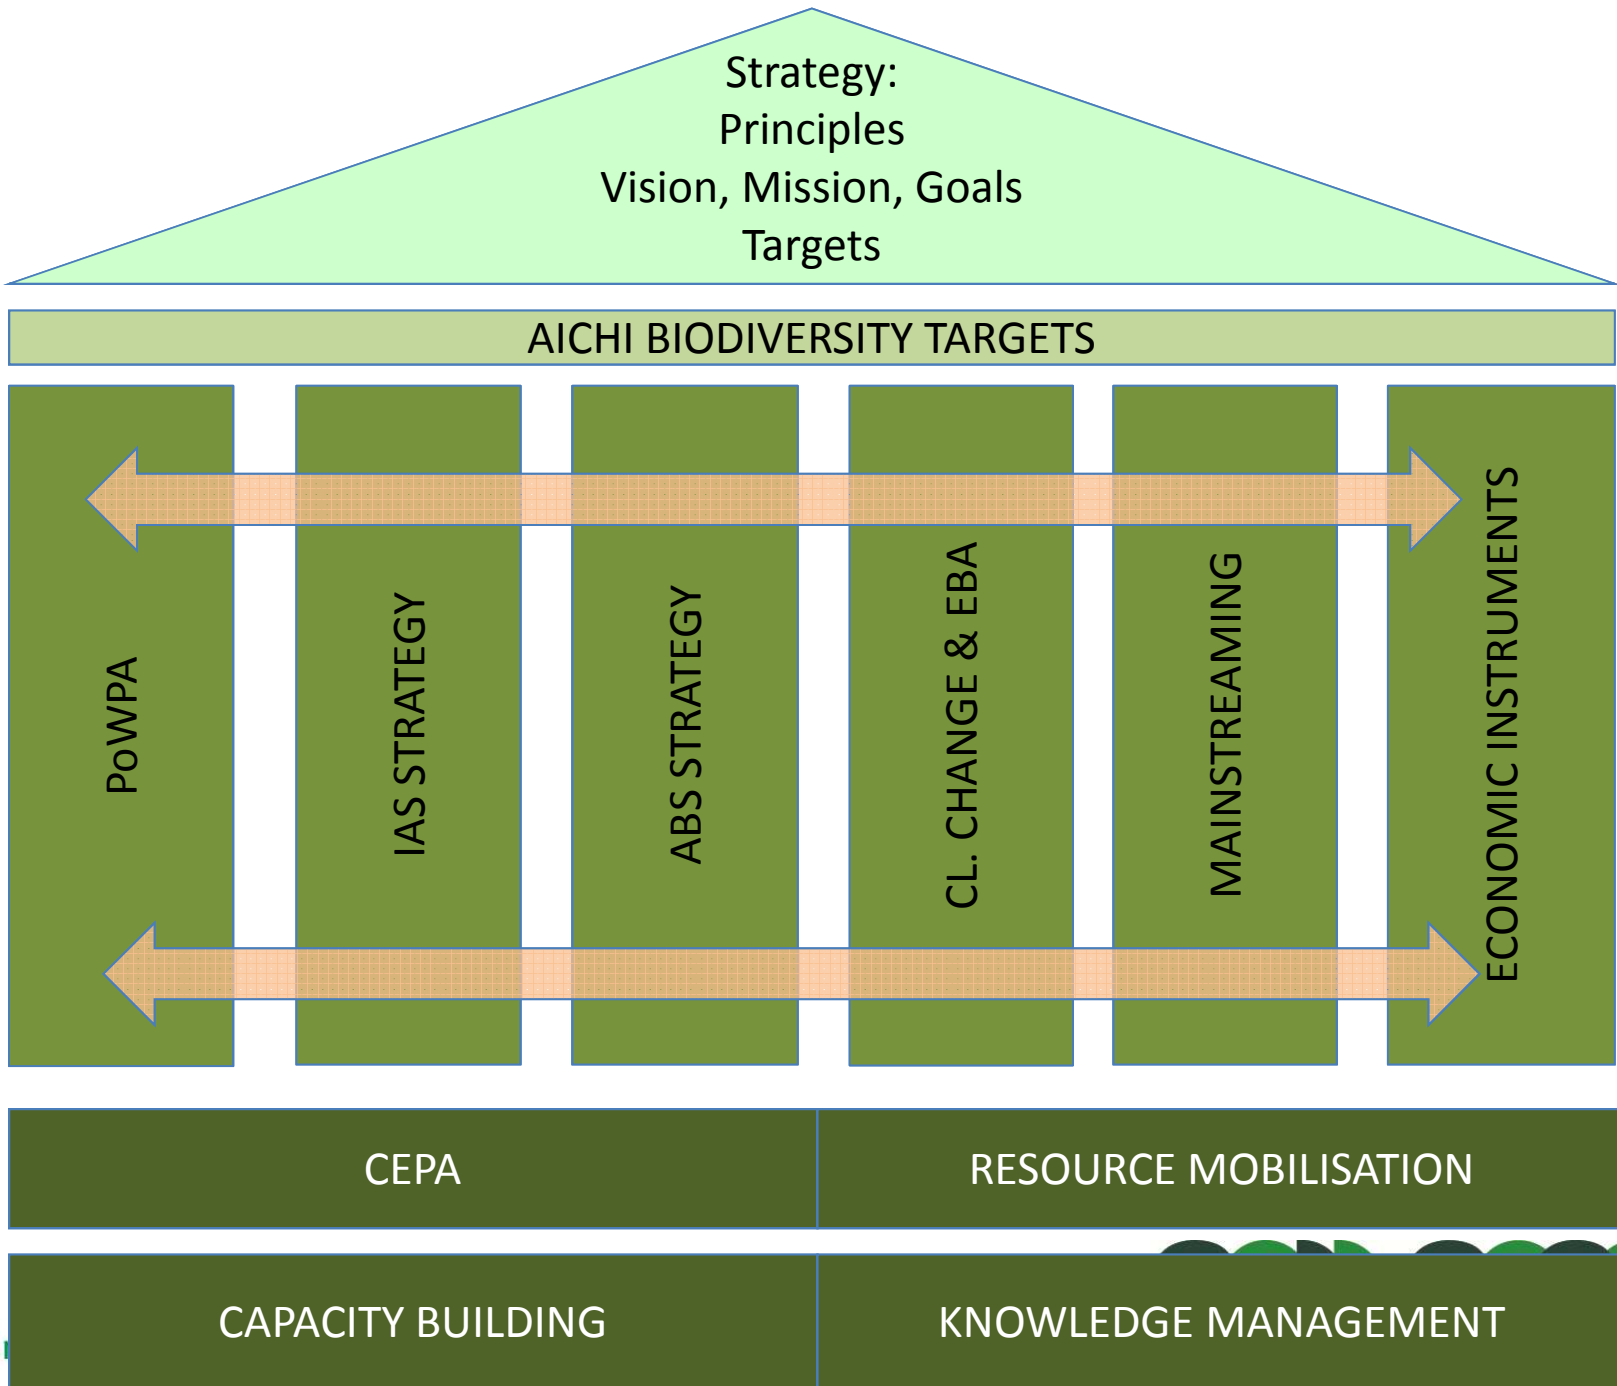 Strategy:
Principles
Vision, Mission, Goals
Targets
AICHI BIODIVERSITY TARGETS
PoWPA
IAS STRATEGY
ABS STRATEGY
CL. CHANGE & EBA
MAINSTREAMING
ECONOMIC INSTRUMENTS
CEPA
RESOURCE MOBILISATION
CAPACITY BUILDING
KNOWLEDGE MANAGEMENT